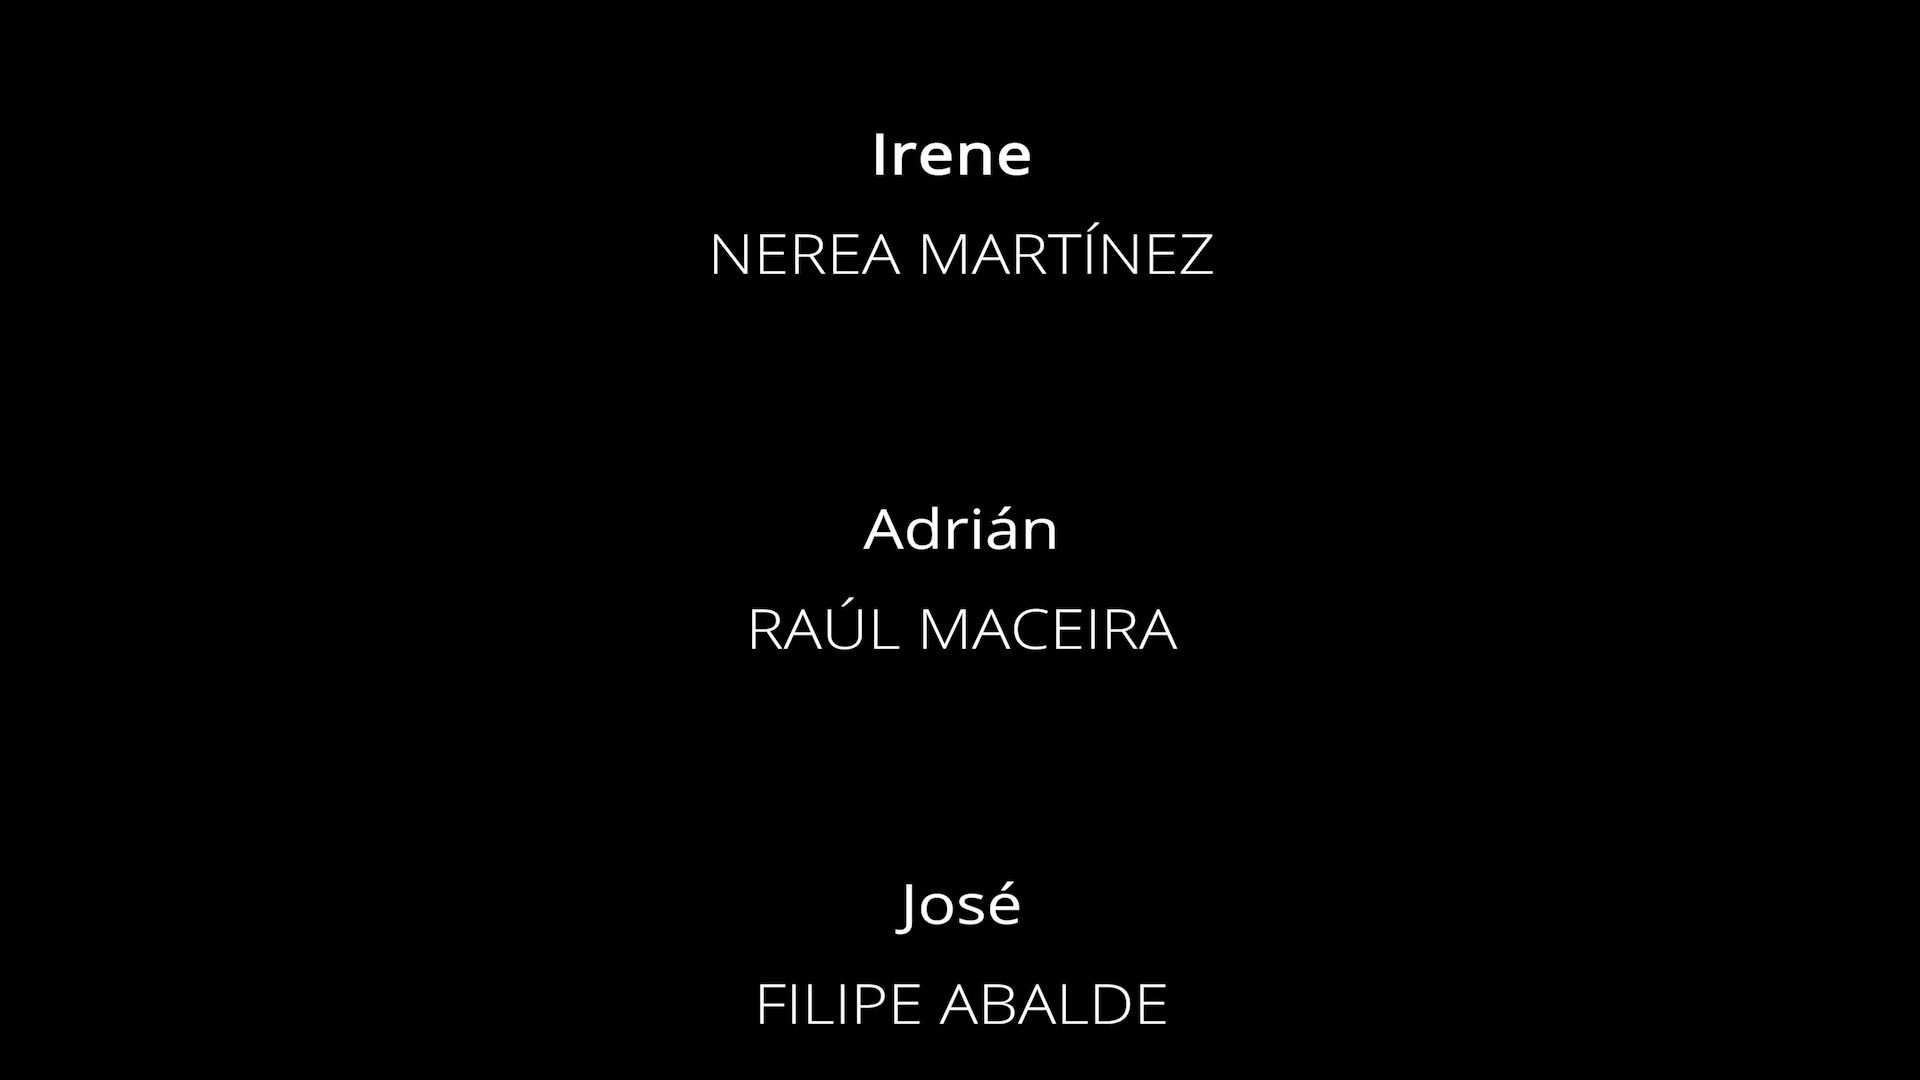 Irene
NEREA MARTÍNEZ
Adrián
RAÚL MACEIRA
José
FILIPE ABALDE